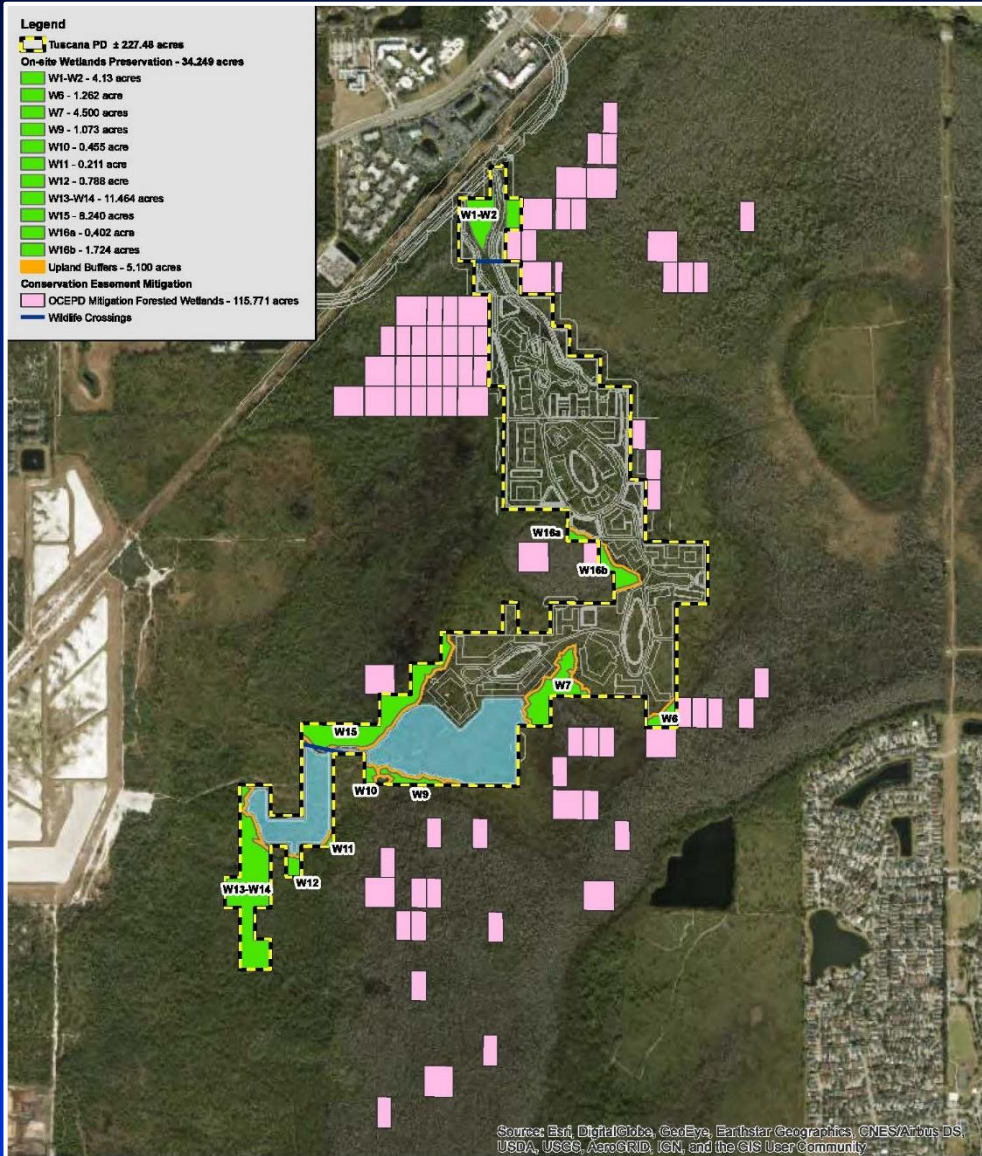 Legend
Tuscana PD ± 227.48 acres
On-site Wetlands Preservation - 34.249 acres
W1-W2 - 4.13 acres
W6 - 1.262 acre
W7 - 4.500 acres
W9 - 1.073 acres
W10 - 0.455 acre
W11 - 0.211 acre
W12 - 0.788 acre
W13-W14 - 11.464 acres
W15 - 8.240 acres
W16a - 0.402 acre
W16b - 1.724 acres
Upland Buffers - 5.100 acres
Conservation Easement Mitigation
OCEPD Mitigation Forested Wetlands - 115.771 acres
Wildlife Crossings
W1-W2
W16a
W16b
W7
W6
W15
W10
W9
W11
W12
W13-W14
Source: Esri, DigitalGlobe, GeoEye, Earthstar Geographics, CNES/Airbus DS,
USDA, USGS, AeroGRID, IGN, and the GIS User Community